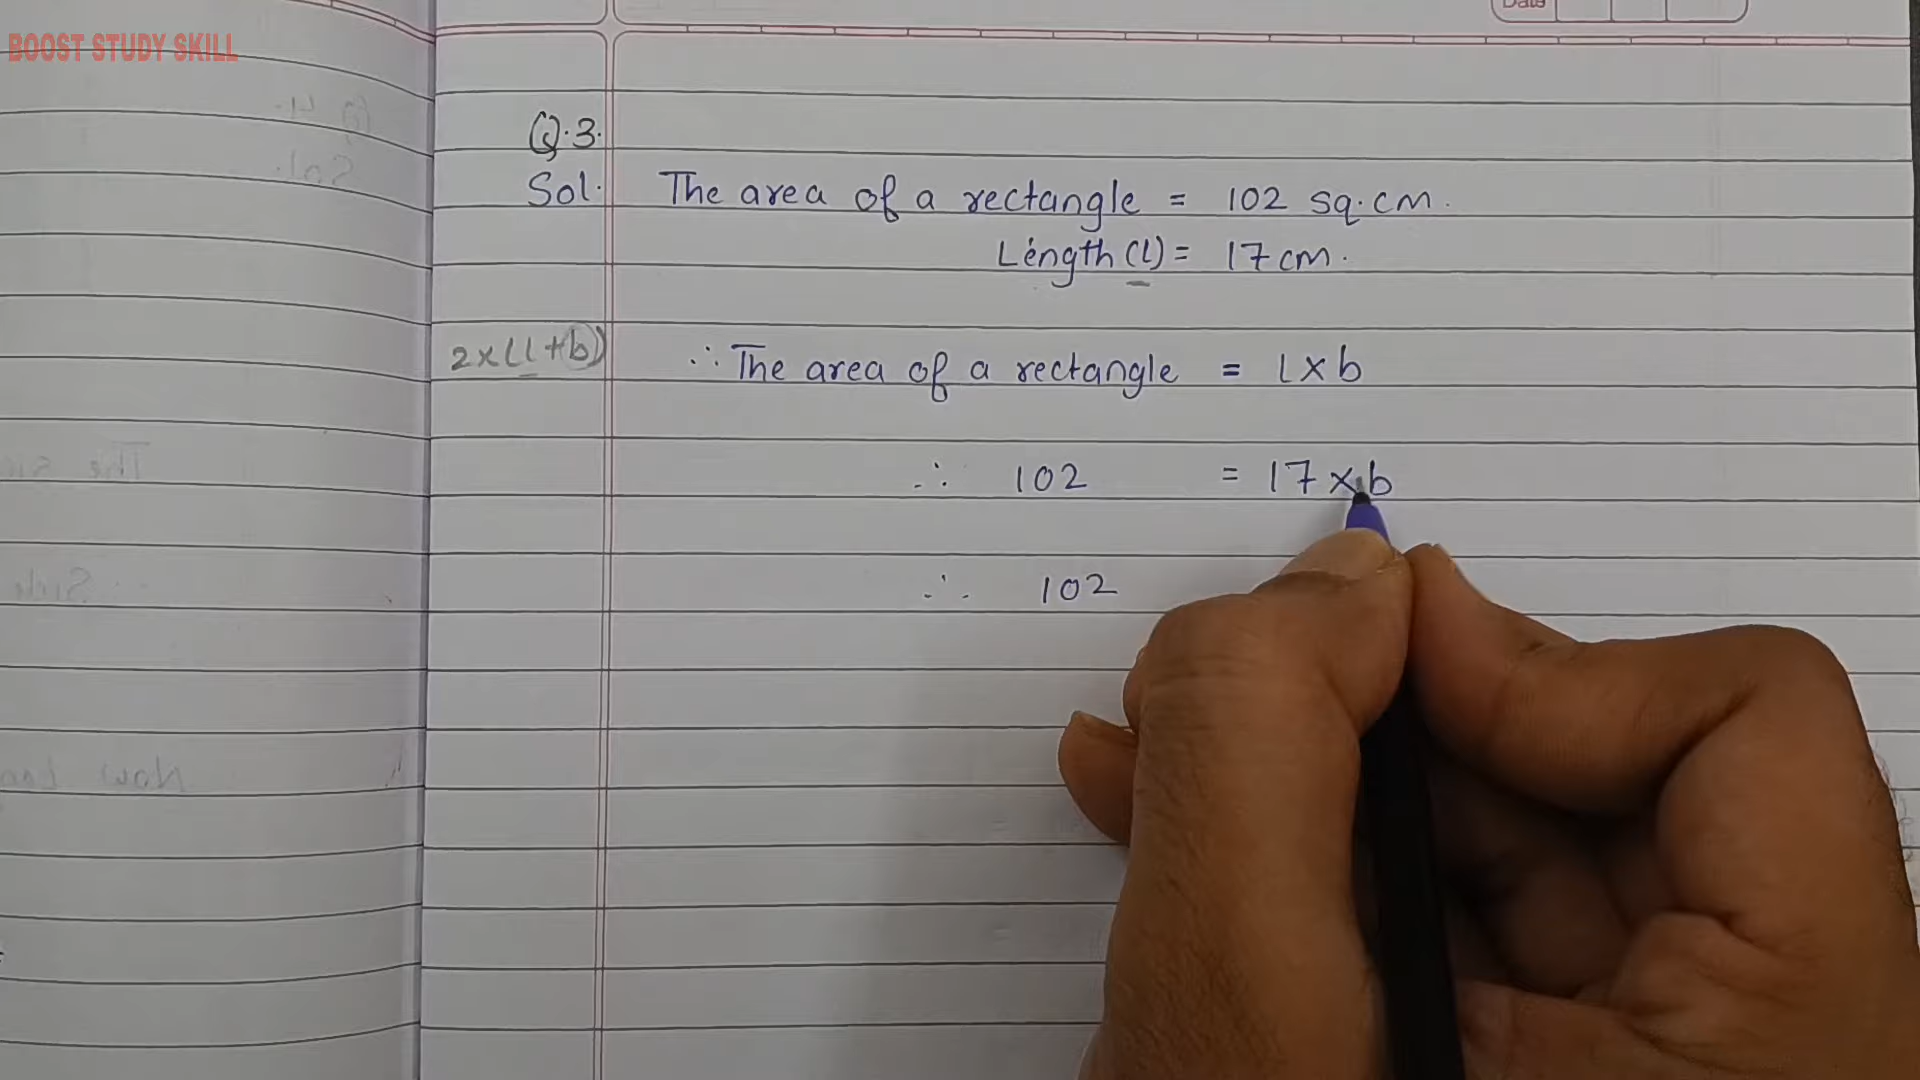 BOOST STUDY SKILL
Date
Q.3.
Sol. The area of a rectangle = 102 sq.cm.
Length (l) = 17 cm.
2×(l+b)
∴ The area of a rectangle = l × b
∴ 102 = 17 × b
∴ 102